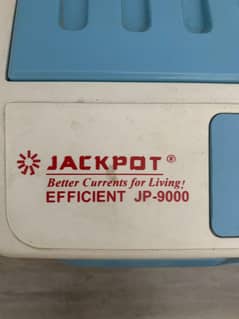 JACKPOT®
Better Currents for Living!
EFFICIENT JP-9000